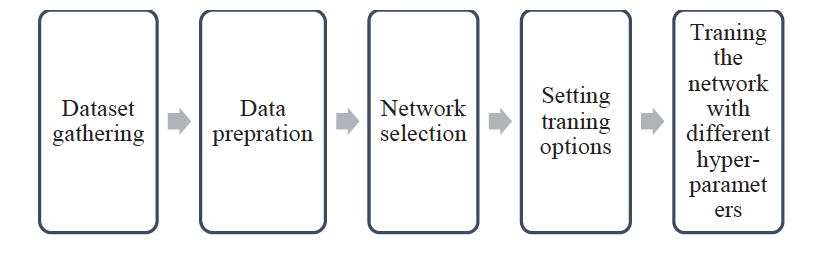 Dataset
gathering
Data
prepration
Network
selection
Setting
traning
options
Traning
the
network
with
different
hyper-
paramet
ers